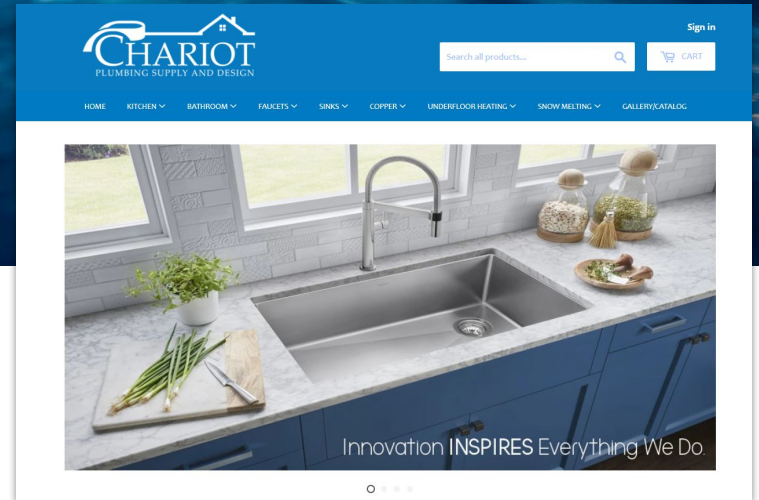 Sign in
CHARIOT
PLUMBING SUPPLY AND DESIGN
Search all products...
CART
HOME KITCHEN BATHROOM FAUCETS SINKS COPPER UNDERFLOOR HEATING SNOW MELTING GALLERY/CATALOG
Innovation INSPIRES Everything We Do.